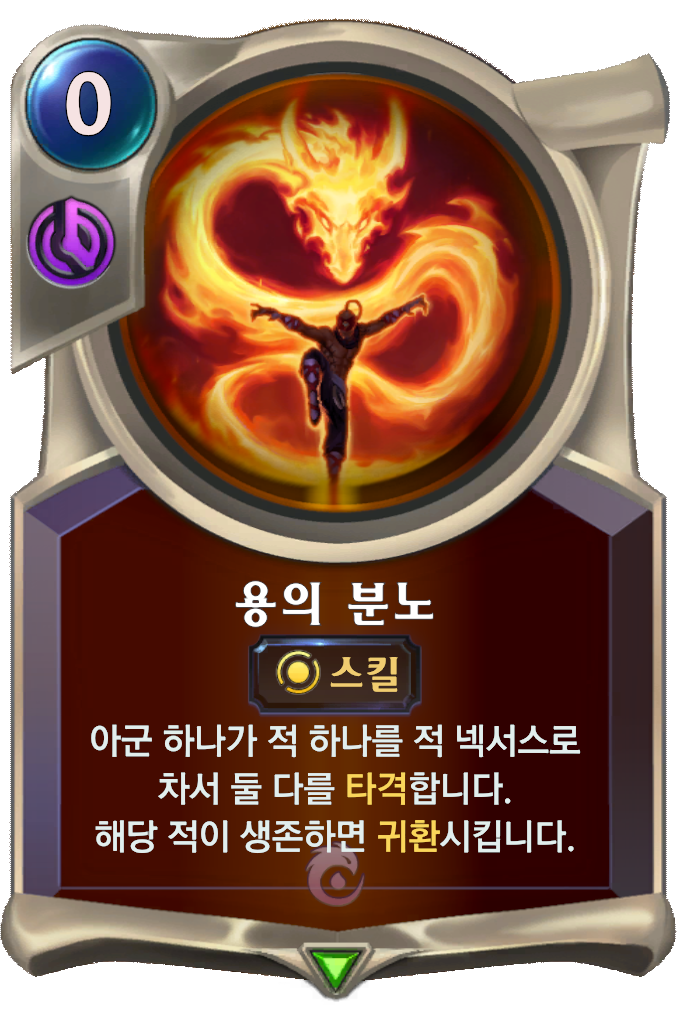 0
용의 분노
스킬
아군 하나가 적 하나를 적 넥서스로
차서 둘 다를 타격합니다.
해당 적이 생존하면 귀환시킵니다.